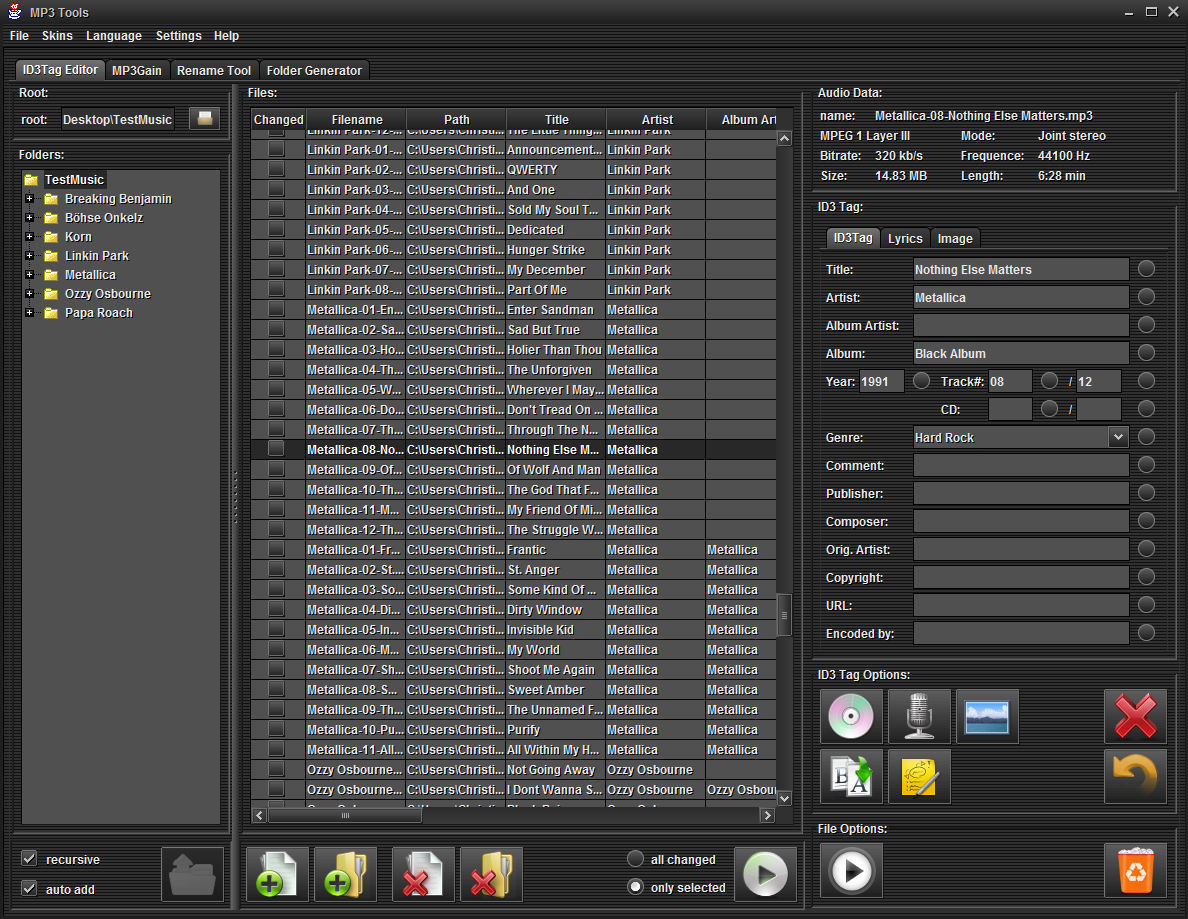 MP3 Tools
File Skins Language Settings Help
ID3Tag Editor MP3Gain Rename Tool Folder Generator
Root:
root: Desktop\TestMusic
Folders:
TestMusic
Breaking Benjamin
Böhse Onkelz
Korn
Linkin Park
Metallica
Ozzy Osbourne
Papa Roach
recursive
auto add
Files:
Changed Filename Path Title Artist Album Art
Linkin Park-12-... C:\Users\Christi... The Little Thing... Linkin Park
Linkin Park-01-... C:\Users\Christi... Announcement... Linkin Park
Linkin Park-02-... C:\Users\Christi... QWERTY Linkin Park
Linkin Park-03-... C:\Users\Christi... And One Linkin Park
Linkin Park-04-... C:\Users\Christi... Sold My Soul T... Linkin Park
Linkin Park-05-... C:\Users\Christi... Dedicated Linkin Park
Linkin Park-06-... C:\Users\Christi... Hunger Strike Linkin Park
Linkin Park-07-... C:\Users\Christi... My December Linkin Park
Linkin Park-08-... C:\Users\Christi... Part Of Me Linkin Park
Metallica-01-En... C:\Users\Christi... Enter Sandman Metallica
Metallica-02-Sa... C:\Users\Christi... Sad But True Metallica
Metallica-03-Ho... C:\Users\Christi... Holier Than Thou Metallica
Metallica-04-Th... C:\Users\Christi... The Unforgiven Metallica
Metallica-05-W... C:\Users\Christi... Wherever I May... Metallica
Metallica-06-Do... C:\Users\Christi... Don't Tread On ... Metallica
Metallica-07-Th... C:\Users\Christi... Through The N... Metallica
Metallica-08-No... C:\Users\Christi... Nothing Else M... Metallica
Metallica-09-Of... C:\Users\Christi... Of Wolf And Man Metallica
Metallica-10-Th... C:\Users\Christi... The God That F... Metallica
Metallica-11-M... C:\Users\Christi... My Friend Of Mi... Metallica
Metallica-12-Th... C:\Users\Christi... The Struggle W... Metallica
Metallica-01-Fr... C:\Users\Christi... Frantic Metallica Metallica
Metallica-02-St... C:\Users\Christi... St. Anger Metallica Metallica
Metallica-03-So... C:\Users\Christi... Some Kind Of ... Metallica Metallica
Metallica-04-Di... C:\Users\Christi... Dirty Window Metallica Metallica
Metallica-05-In... C:\Users\Christi... Invisible Kid Metallica Metallica
Metallica-06-M... C:\Users\Christi... My World Metallica Metallica
Metallica-07-Sh... C:\Users\Christi... Shoot Me Again Metallica Metallica
Metallica-08-S... C:\Users\Christi... Sweet Amber Metallica Metallica
Metallica-09-Th... C:\Users\Christi... The Unnamed F... Metallica Metallica
Metallica-10-Pu... C:\Users\Christi... Purify Metallica Metallica
Metallica-11-All... C:\Users\Christi... All Within My H... Metallica Metallica
Ozzy Osbourne... C:\Users\Christi... Not Going Away Ozzy Osbourne
Ozzy Osbourne... C:\Users\Christi... I Dont Wanna S... Ozzy Osbourne Ozzy Osbou
all changed
only selected
Audio Data:
name: Metallica-08-Nothing Else Matters.mp3
MPEG 1 Layer III Mode: Joint stereo
Bitrate: 320 kb/s Frequence: 44100 Hz
Size: 14.83 MB Length: 6:28 min
ID3 Tag:
ID3Tag Lyrics Image
Title: Nothing Else Matters
Artist: Metallica
Album Artist:
Album: Black Album
Year: 1991 Track#: 08 / 12
CD: /
Genre: Hard Rock
Comment:
Publisher:
Composer:
Orig. Artist:
Copyright:
URL:
Encoded by:
ID3 Tag Options:
B A
File Options: